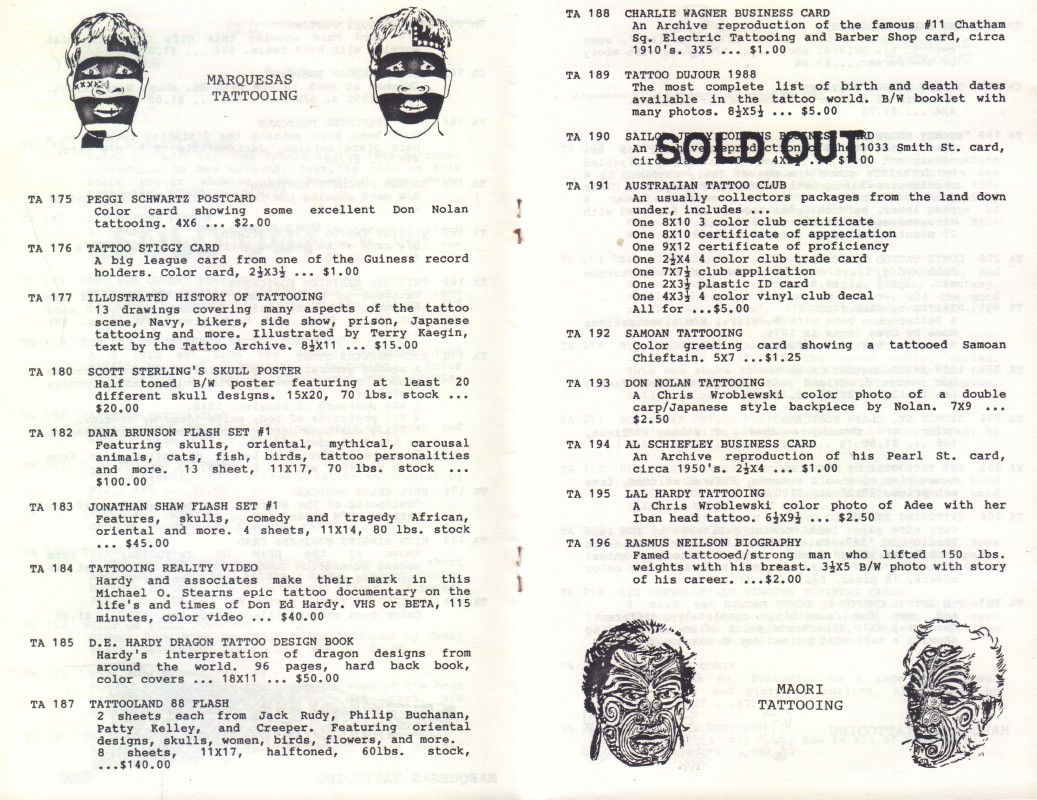 MARQUESAS
TATTOOING
TA 175 PEGGI SCHWARTZ POSTCARD
Color card showing some excellent Don Nolan
tattooing. 4X6 ... $2.00
TA 176 TATTOO STIGGY CARD
A big league card from one of the Guiness record
holders. Color card, 2½X3½ ... $1.00
TA 177 ILLUSTRATED HISTORY OF TATTOOING
13 drawings covering many aspects of the tattoo
scene, Navy, bikers, side show, prison, Japanese
tattooing and more. Illustrated by Terry Kaegin,
text by the Tattoo Archive. 8½X11 ... $15.00
TA 180 SCOTT STERLING'S SKULL POSTER
Half toned B/W poster featuring at least 20
different skull designs. 15X20, 70 lbs. stock ...
$20.00
TA 182 DANA BRUNSON FLASH SET #1
Featuring skulls, oriental, mythical, carousal
animals, cats, fish, birds, tattoo personalities
and more. 13 sheet, 11X17, 70 lbs. stock ...
$100.00
TA 183 JONATHAN SHAW FLASH SET #1
Features, skulls, comedy and tragedy African,
oriental and more. 4 sheets, 11X14, 80 lbs. stock
... $45.00
TA 184 TATTOOING REALITY VIDEO
Hardy and associates make their mark in this
Michael O. Stearns epic tattoo documentary on the
life's and times of Don Ed Hardy. VHS or BETA, 115
minutes, color video ... $40.00
TA 185 D.E. HARDY DRAGON TATTOO DESIGN BOOK
Hardy's interpretation of dragon designs from
around the world. 96 pages, hard back book,
color covers ... 18X11 ... $50.00
TA 187 TATTOOLAND 88 FLASH
2 sheets each from Jack Rudy, Philip Buchanan,
Patty Kelley, and Creeper. Featuring oriental
designs, skulls, women, birds, flowers, and more.
8 sheets, 11X17, halftoned, 60lbs. stock,
...$140.00
TA 188 CHARLIE WAGNER BUSINESS CARD
An Archive reproduction of the famous #11 Chatham
Sq. Electric Tattooing and Barber Shop card, circa
1910's. 3X5 ... $1.00
TA 189 TATTOO DUJOUR 1988
The most complete list of birth and death dates
available in the tattoo world. B/W booklet with
many photos. 8½X5½ ... $5.00
TA 190 SAILOR JERRY COLLINS BUSINESS CARD
An Archive reproduction of the 1033 Smith St. card,
SOLD OUT
TA 191 AUSTRALIAN TATTOO CLUB
An usually collectors packages from the land down
under, includes ...
One 8X10 3 color club certificate
One 8X10 certificate of appreciation
One 9X12 certificate of proficiency
One 2½X4 4 color club trade card
One 7X7½ club application
One 2X3½ plastic ID card
One 4X3½ 4 color vinyl club decal
All for ...$5.00
TA 192 SAMOAN TATTOOING
Color greeting card showing a tattooed Samoan
Chieftain. 5X7 ...$1.25
TA 193 DON NOLAN TATTOOING
A Chris Wroblewski color photo of a double
carp/Japanese style backpiece by Nolan. 7X9 ...
$2.50
TA 194 AL SCHIEFLEY BUSINESS CARD
An Archive reproduction of his Pearl St. card,
circa 1950's. 2½X4 ... $1.00
TA 195 LAL HARDY TATTOOING
A Chris Wroblewski color photo of Adee with her
Iban head tattoo. 6½X9½ ... $2.50
TA 196 RASMUS NEILSON BIOGRAPHY
Famed tattooed/strong man who lifted 150 lbs.
weights with his breast. 3½X5 B/W photo with story
of his career. ...$2.00
MAORI
TATTOOING